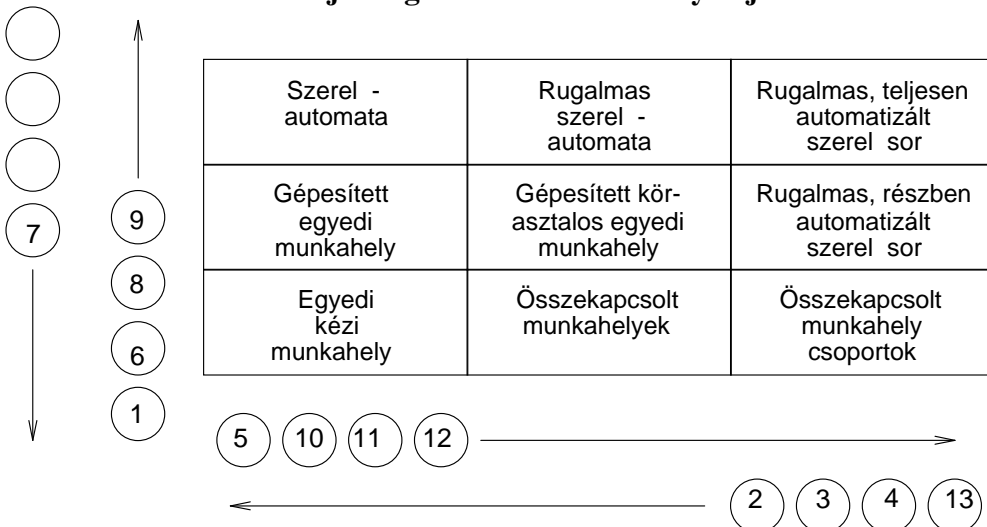 Szerel -
automata
Rugalmas
szerel -
automata
Rugalmas, teljesen
automatizált
szerel sor
Gépesített
egyedi
munkahely
Gépesített kör-
asztalos egyedi
munkahely
Rugalmas, részben
automatizált
szerel sor
Egyedi
kézi
munkahely
Összekapcsolt
munkahelyek
Összekapcsolt
munkahely
csoportok
7
9
8
6
1
5 10 11 12
2 3 4 13